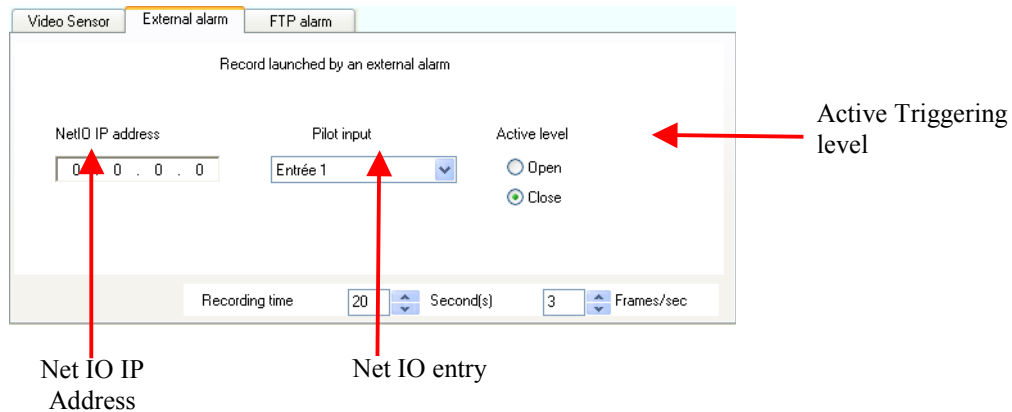 Video Sensor External alarm FTP alarm
Record launched by an external alarm
NetIO IP address Pilot input Active level
0 . 0 . 0 . 0 Entrée 1 Open
Close
Active Triggering
level
Recording time 20 Second(s) 3 Frames/sec
Net IO IP
Address
Net IO entry